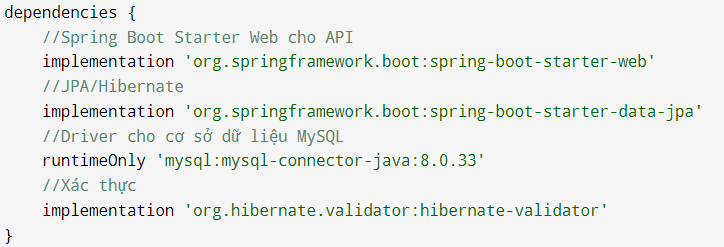 dependencies {
    //Spring Boot Starter Web cho API
    implementation 'org.springframework.boot:spring-boot-starter-web'
    //JPA/Hibernate
    implementation 'org.springframework.boot:spring-boot-starter-data-jpa'
    //Driver cho cơ sở dữ liệu MySQL
    runtimeOnly 'mysql:mysql-connector-java:8.0.33'
    //Xác thực
    implementation 'org.hibernate.validator:hibernate-validator'
}